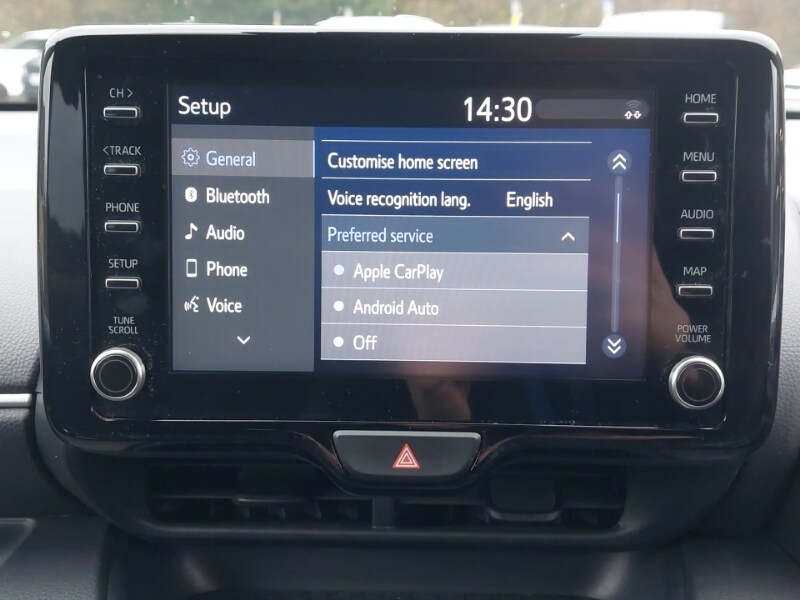 CH >
<TRACK
PHONE
SETUP
TUNE
SCROLL
Setup
14:30
General
Bluetooth
Audio
Phone
Voice
Customise home screen
Voice recognition lang. English
Preferred service
Apple CarPlay
Android Auto
Off
HOME
MENU
AUDIO
MAP
POWER
VOLUME